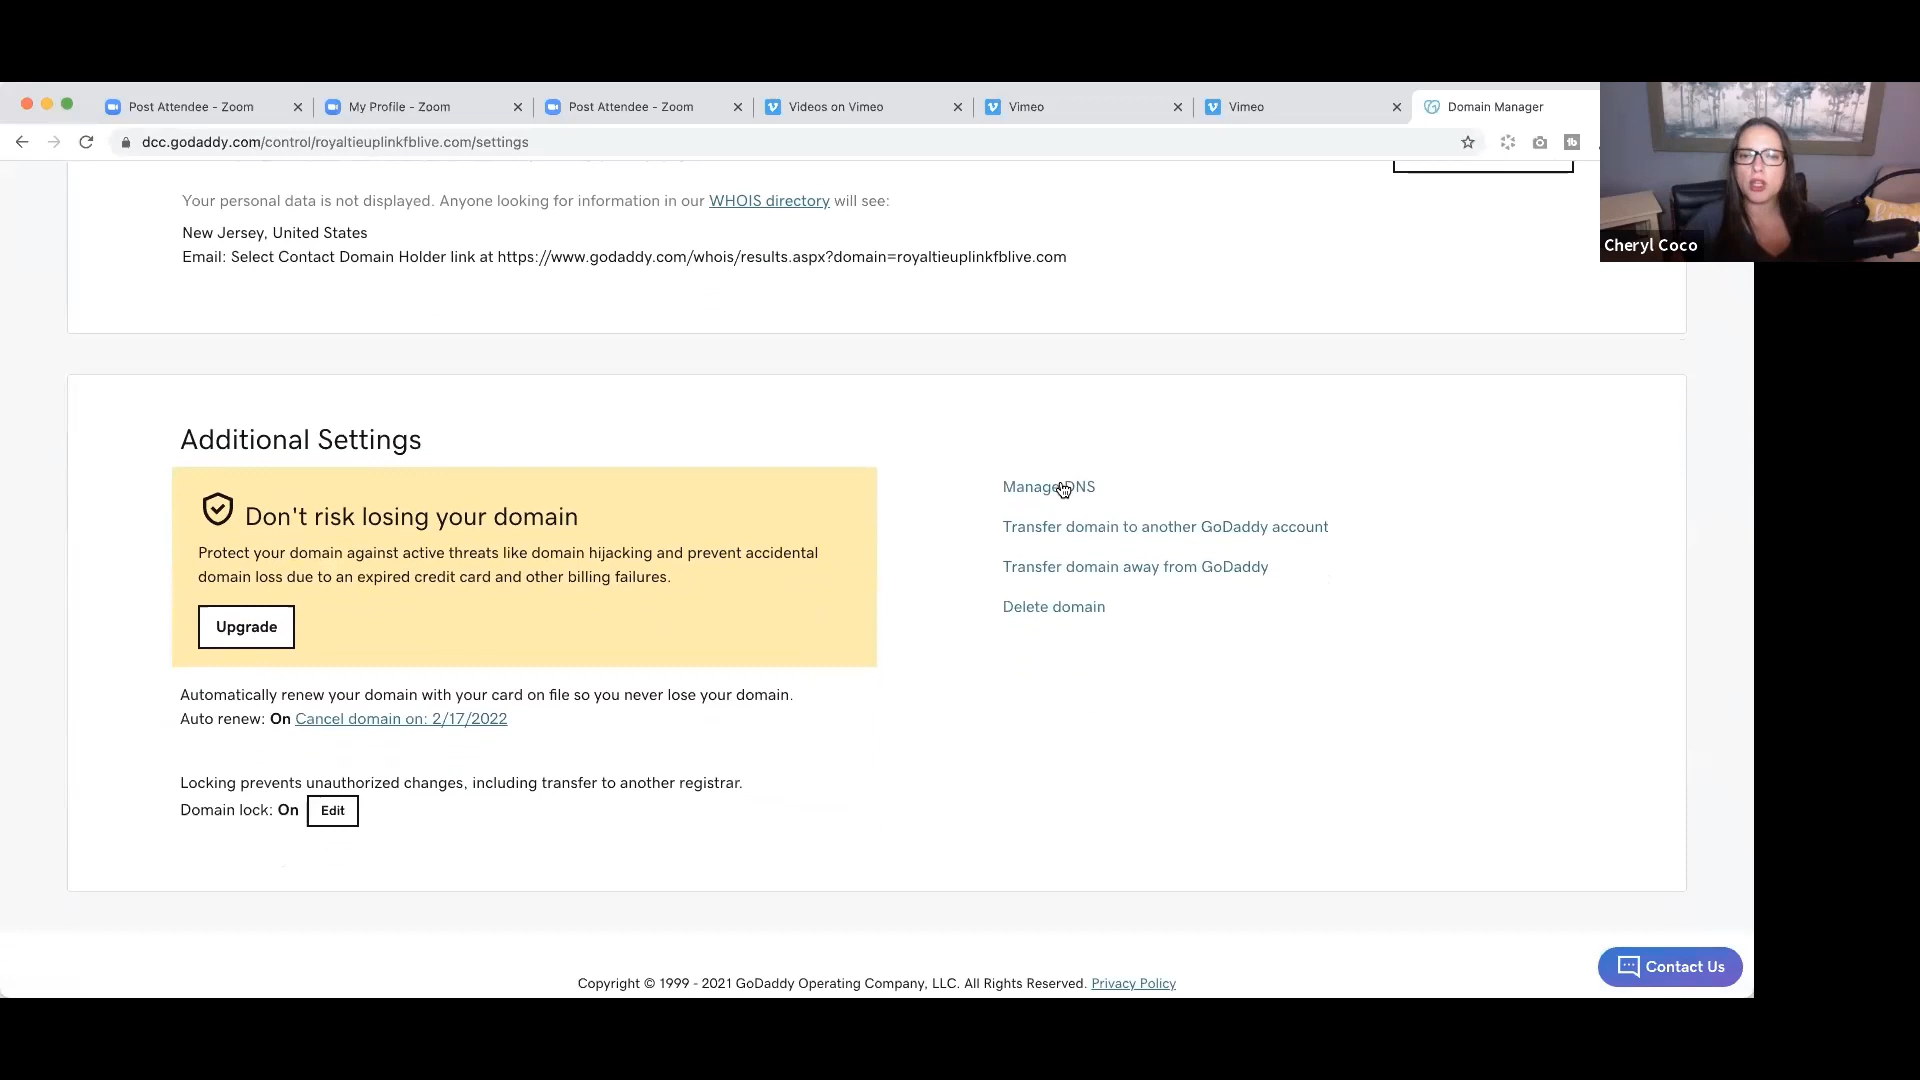 Post Attendee - Zoom
My Profile - Zoom
Post Attendee - Zoom
Videos on Vimeo
Vimeo
Vimeo
Domain Manager
dcc.godaddy.com/control/royaltieuplinkfblive.com/settings
Cheryl Coco
Your personal data is not displayed. Anyone looking for information in our WHOIS directory will see:
New Jersey, United States
Email: Select Contact Domain Holder link at https://www.godaddy.com/whois/results.aspx?domain=royaltieuplinkfblive.com
Additional Settings
Don't risk losing your domain
Protect your domain against active threats like domain hijacking and prevent accidental
domain loss due to an expired credit card and other billing failures.
Upgrade
Automatically renew your domain with your card on file so you never lose your domain.
Auto renew: On Cancel domain on: 2/17/2022
Locking prevents unauthorized changes, including transfer to another registrar.
Domain lock: On Edit
Manage DNS
Transfer domain to another GoDaddy account
Transfer domain away from GoDaddy
Delete domain
Contact Us
Copyright © 1999 - 2021 GoDaddy Operating Company, LLC. All Rights Reserved. Privacy Policy